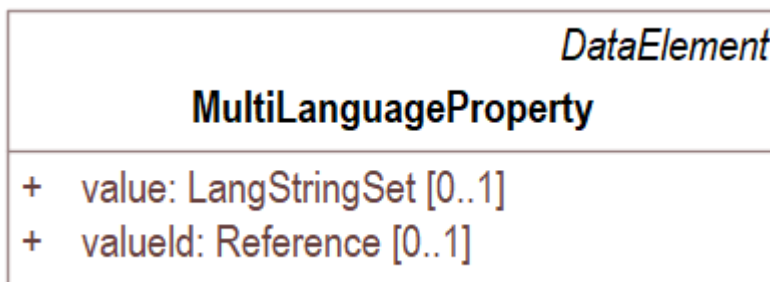 DataElement
MultiLanguageProperty
+ value: LangStringSet [0..1]
+ valueId: Reference [0..1]